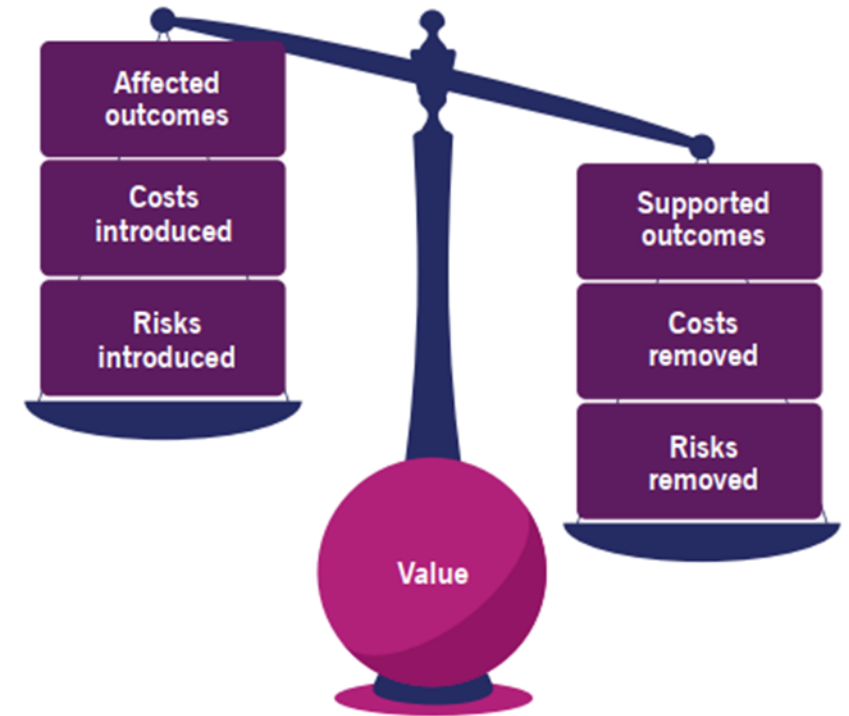 Affected
outcomes
Costs
introduced
Risks
introduced
Supported
outcomes
Costs
removed
Risks
removed
Value